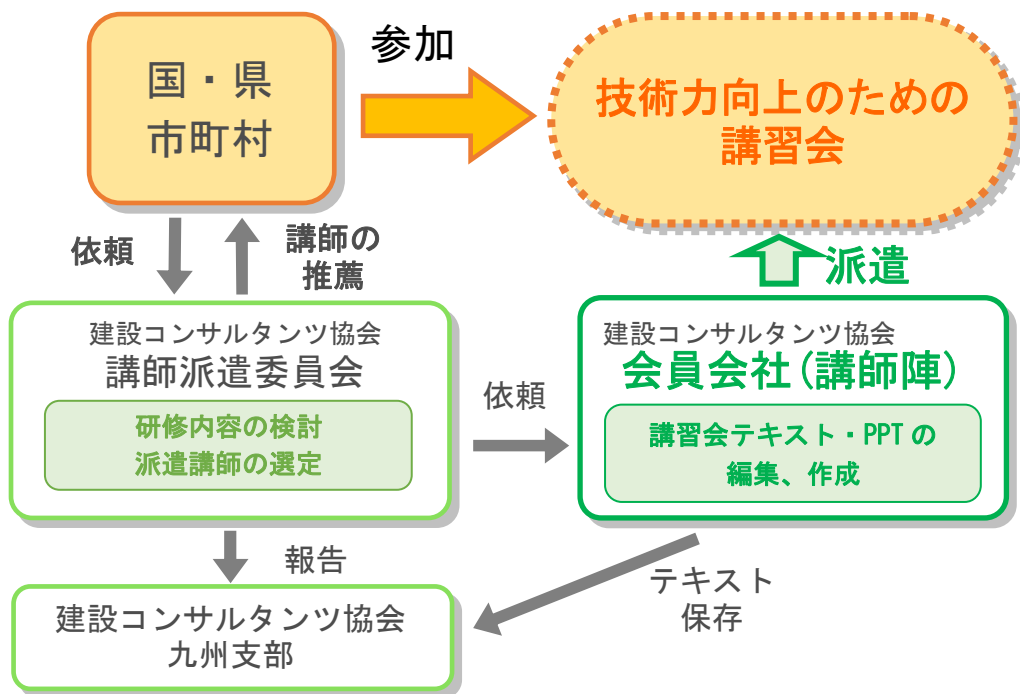 国・県
市町村
参加
技術力向上のための
講習会
依頼
講師の
推薦
派遣
建設コンサルタンツ協会
講師派遣委員会
研修内容の検討
派遣講師の選定
依頼
建設コンサルタンツ協会
会員会社(講師陣)
講習会テキスト・PPTの
編集、作成
報告
テキスト
保存
建設コンサルタンツ協会
九州支部